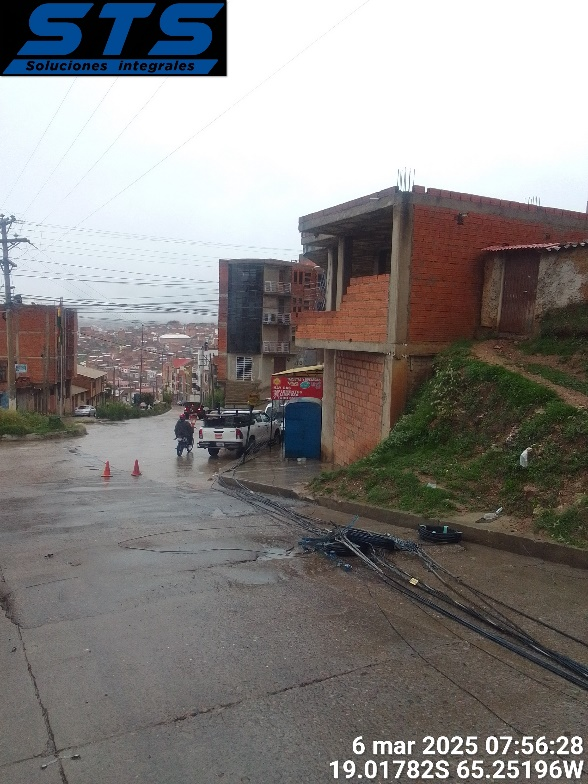 STS
Soluciones integrales
6 mar 2025 07:56:28
19.01782S 65.25196W